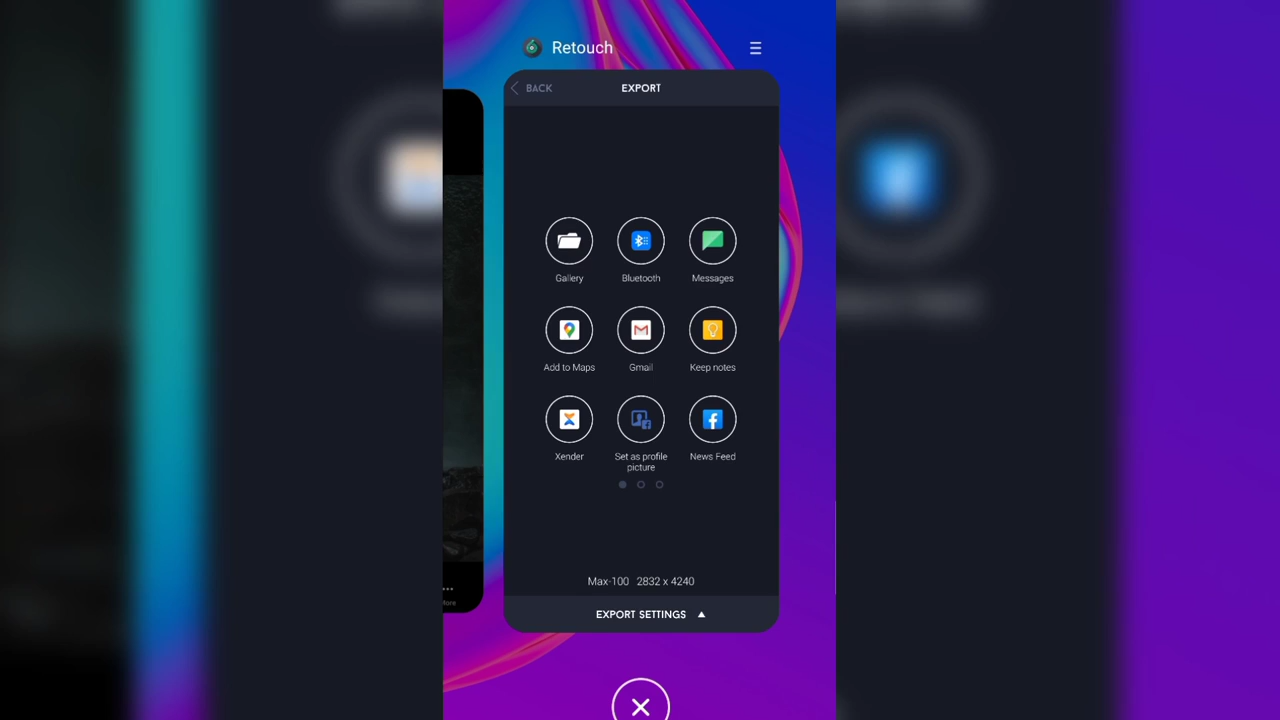 Retouch
BACK
EXPORT
Gallery
Bluetooth
Messages
Add to Maps
Gmail
Keep notes
Xender
Set as profile
picture
News Feed
Max-100 2832 x 4240
EXPORT SETTINGS